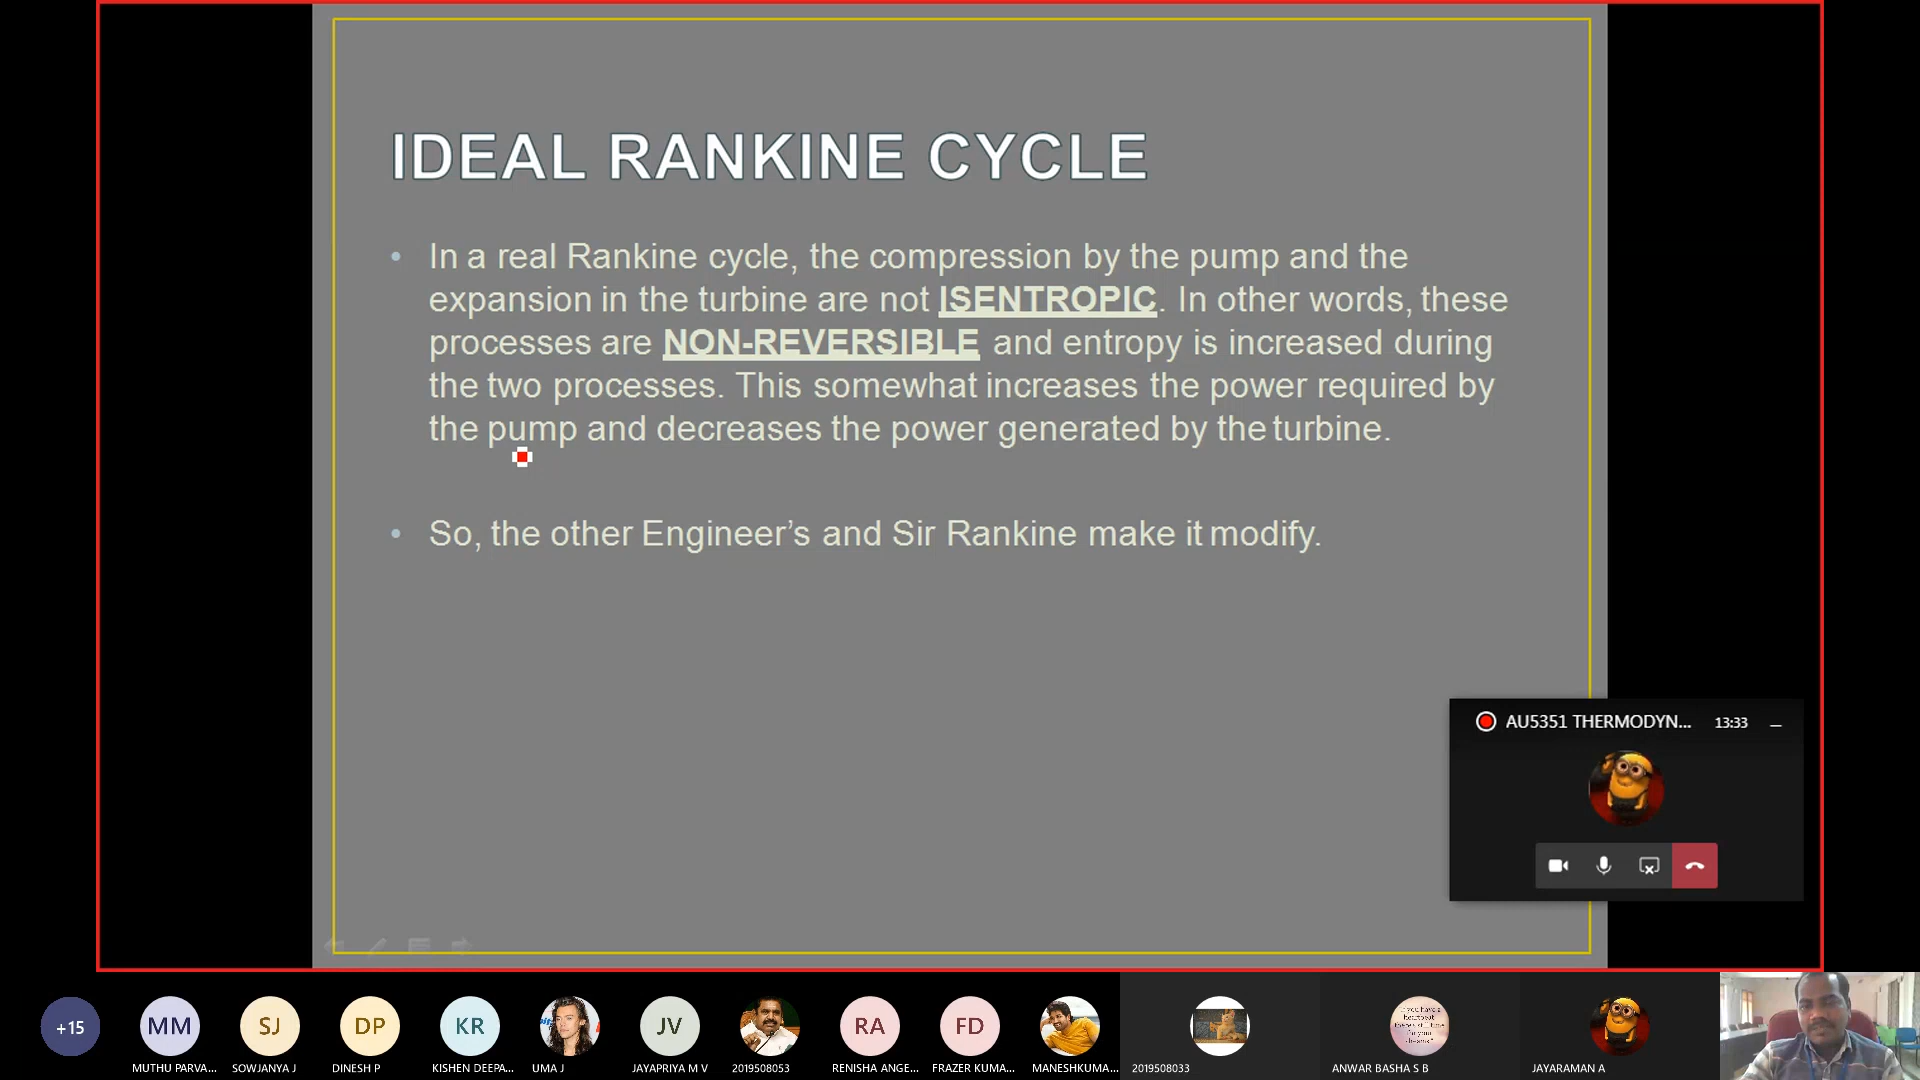 IDEAL RANKINE CYCLE
• In a real Rankine cycle, the compression by the pump and the
expansion in the turbine are not ISENTROPIC. In other words, these
processes are NON-REVERSIBLE and entropy is increased during
the two processes. This somewhat increases the power required by
the pump and decreases the power generated by the turbine.
• So, the other Engineer’s and Sir Rankine make it modify.
AU5351 THERMODYN... 13:33
+15 MM SJ DP KR JV RA FD
MUTHU PARVA... SOWJANYA J DINESH P KISHEN DEEPA... UMA J JAYAPRIYA M V 2019508053 RENISHA ANGE... FRAZER KUMA... MANESHKUMA... 2019508033 ANWAR BASHA S B JAYARAMAN A